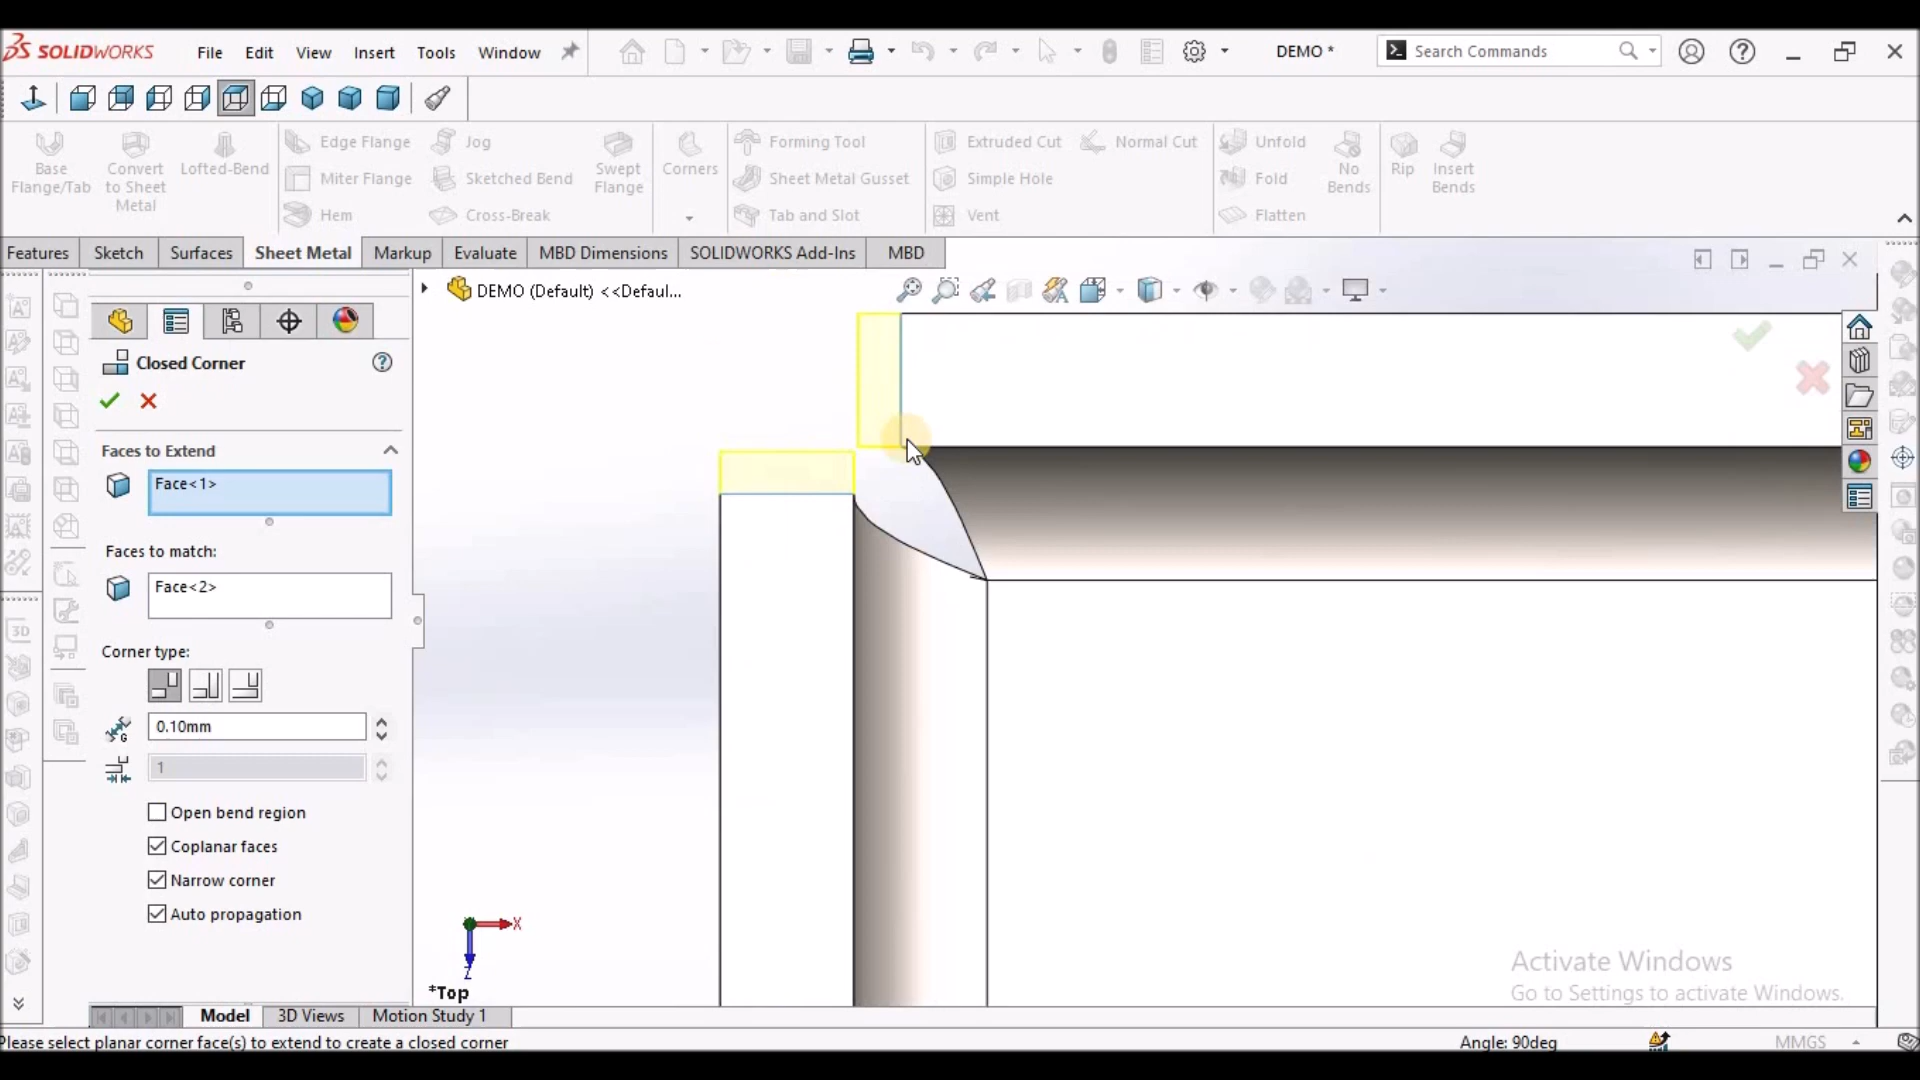 SOLIDWORKS File Edit View Insert Tools Window DEMO * Search Commands
Base Flange/Tab
Convert to Sheet Metal
Lofted-Bend
Edge Flange
Miter Flange
Hem
Jog
Sketched Bend
Cross-Break
Swept Flange
Corners
Forming Tool
Sheet Metal Gusset
Tab and Slot
Extruded Cut
Simple Hole
Vent
Normal Cut
Unfold
Fold
Flatten
No Bends
Rip
Insert Bends
Features Sketch Surfaces Sheet Metal Markup Evaluate MBD Dimensions SOLIDWORKS Add-Ins MBD
DEMO (Default) <<Defaul...
Closed Corner
Faces to Extend
Face<1>
Faces to match:
Face<2>
Corner type:
G
0.10mm
1
Open bend region
Coplanar faces
Narrow corner
Auto propagation
3D
X
Z
*Top
Activate Windows
Go to Settings to activate Windows.
Model 3D Views Motion Study 1
Please select planar corner face(s) to extend to create a closed corner Angle: 90deg MMGS